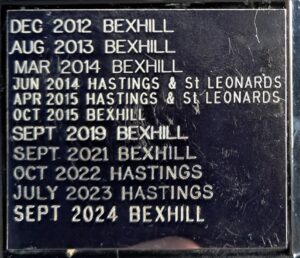 DEC 2012 BEXHILL
AUG 2013 BEXHILL
MAR 2014 BEXHILL
JUN 2014 HASTINGS & St LEONARDS
APR 2015 HASTINGS & St LEONARDS
OCT 2015 BEXHILL
SEPT 2019 BEXHILL
SEPT 2021 BEXHILL
OCT 2022 HASTINGS
JULY 2023 HASTINGS
SEPT 2024 BEXHILL